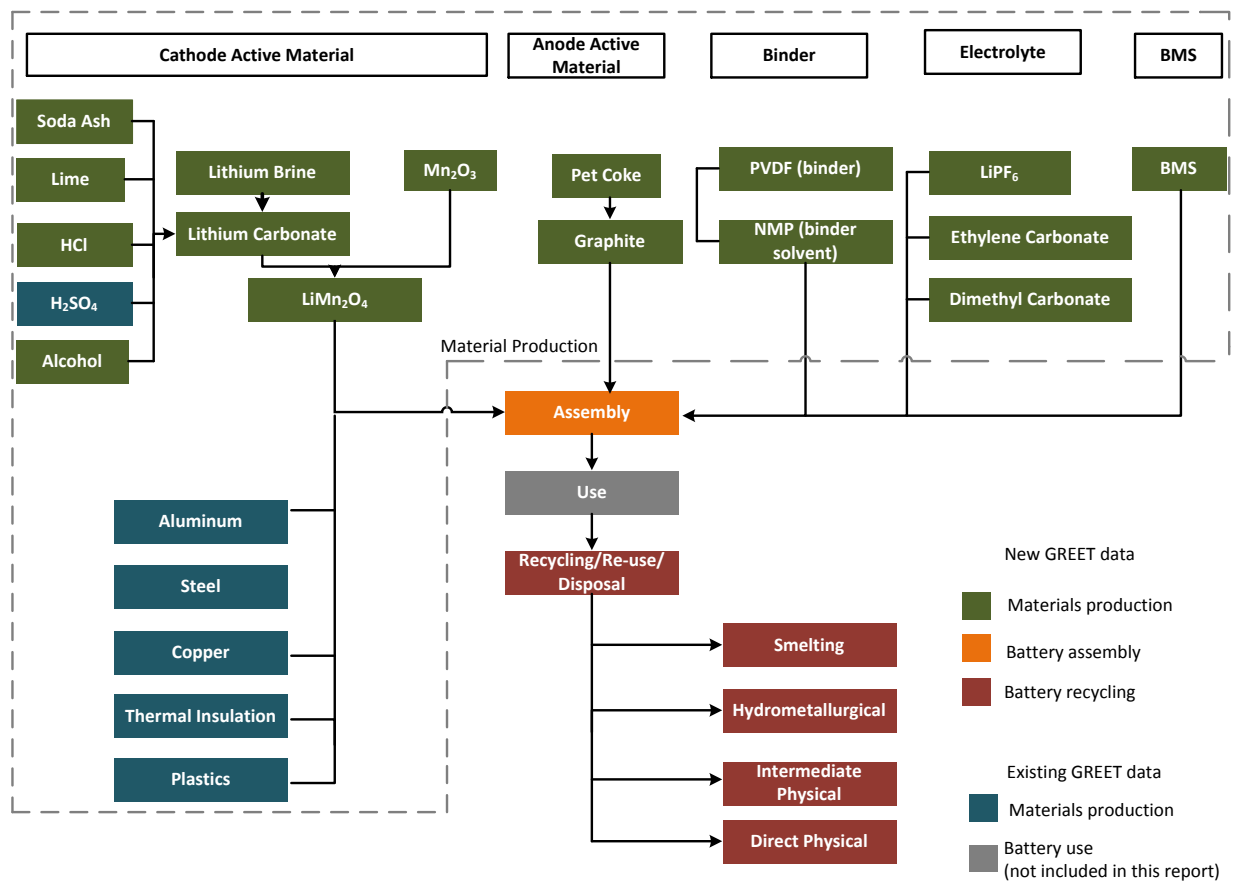 Cathode Active Material
Anode Active
Material
Binder
Electrolyte
BMS
Soda Ash
Lime
HCl
H₂SO₄
Alcohol
Lithium Brine
Lithium Carbonate
Mn₂O₃
LiMn₂O₄
Pet Coke
Graphite
PVDF (binder)
NMP (binder
solvent)
LiPF₆
Ethylene Carbonate
Dimethyl Carbonate
BMS
Material Production
Assembly
Use
Recycling/Re-use/
Disposal
Aluminum
Steel
Copper
Thermal Insulation
Plastics
Smelting
Hydrometallurgical
Intermediate
Physical
Direct Physical
New GREET data
Materials production
Battery assembly
Battery recycling
Existing GREET data
Materials production
Battery use
(not included in this report)